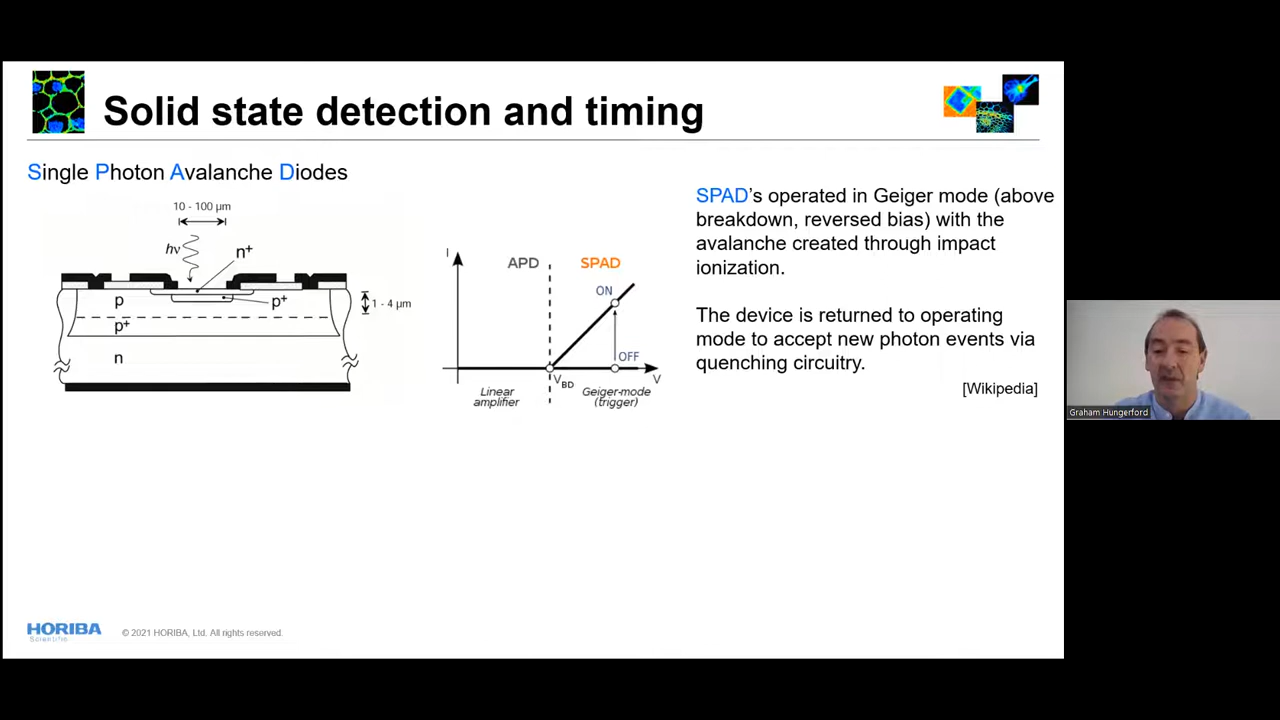 Solid state detection and timing
Single Photon Avalanche Diodes
10 - 100 µm
hν
n+
p
p+
1 - 4 µm
p+
n
I
APD
SPAD
ON
OFF
VBD
V
Linear
amplifier
Geiger-mode
(trigger)
SPAD's operated in Geiger mode (above
breakdown, reversed bias) with the
avalanche created through impact
ionization.
The device is returned to operating
mode to accept new photon events via
quenching circuitry.
[Wikipedia]
Graham Hungerford
HORIBA
Scientific
© 2021 HORIBA, Ltd. All rights reserved.